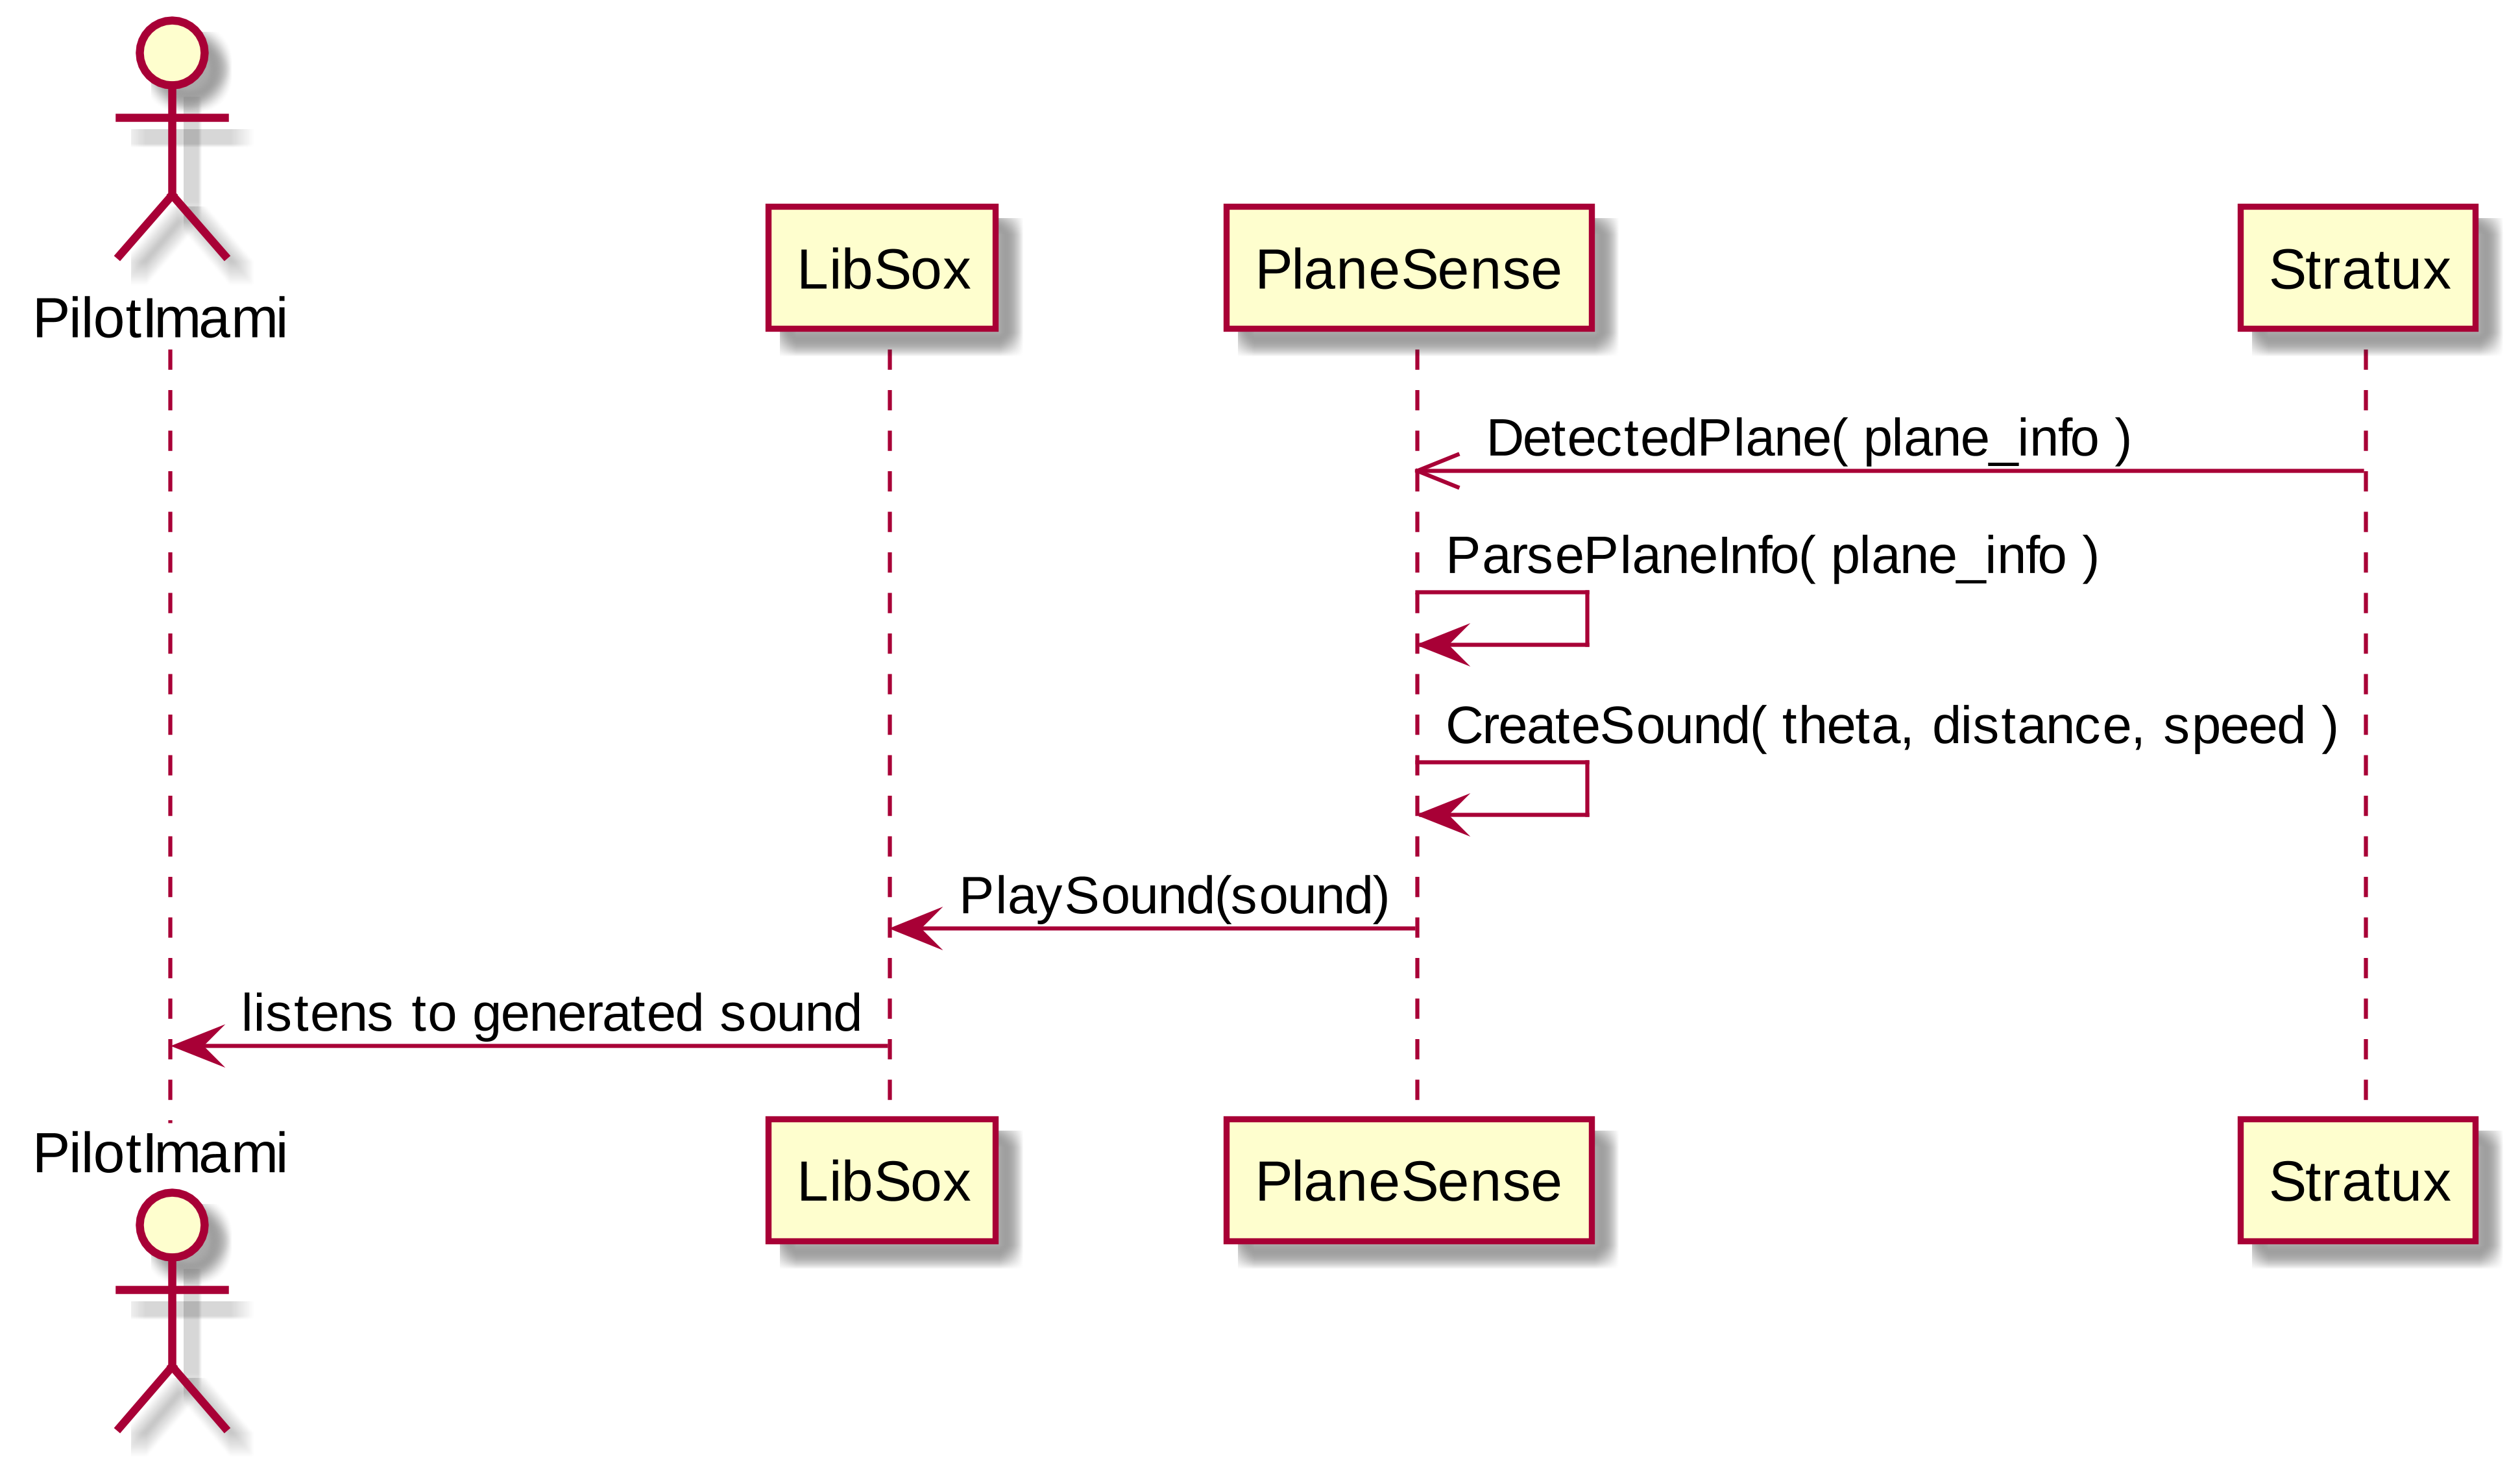 PilotImami
LibSox
PlaneSense
Stratux
DetectedPlane( plane_info )
ParsePlaneInfo( plane_info )
CreateSound( theta, distance, speed )
PlaySound(sound)
listens to generated sound
PilotImami
LibSox
PlaneSense
Stratux